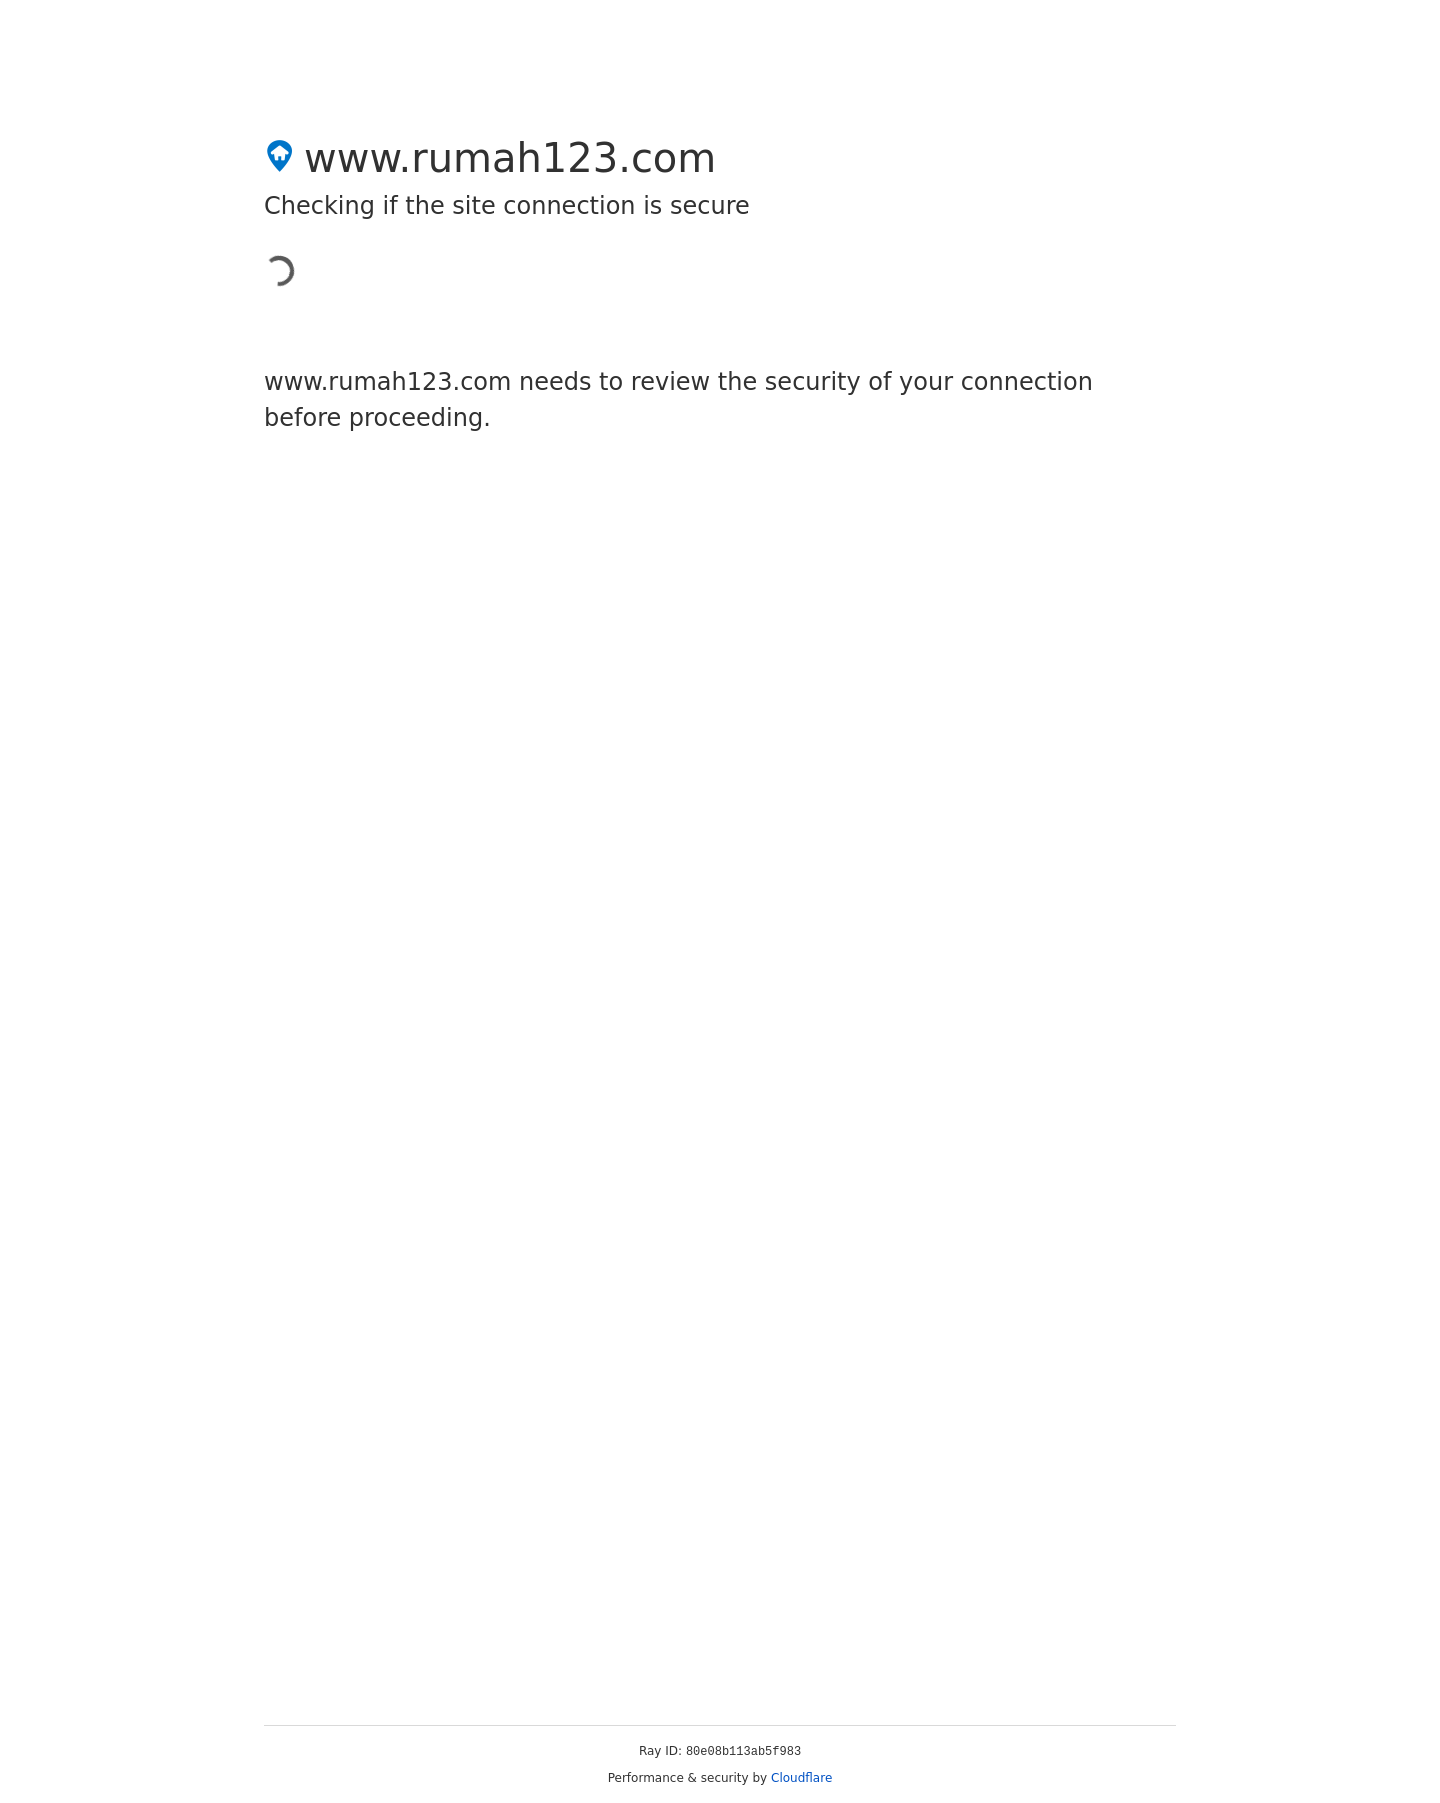 www.rumah123.com
Checking if the site connection is secure
www.rumah123.com needs to review the security of your connection
before proceeding.
Ray ID: 80e08b113ab5f983
Performance & security by Cloudflare